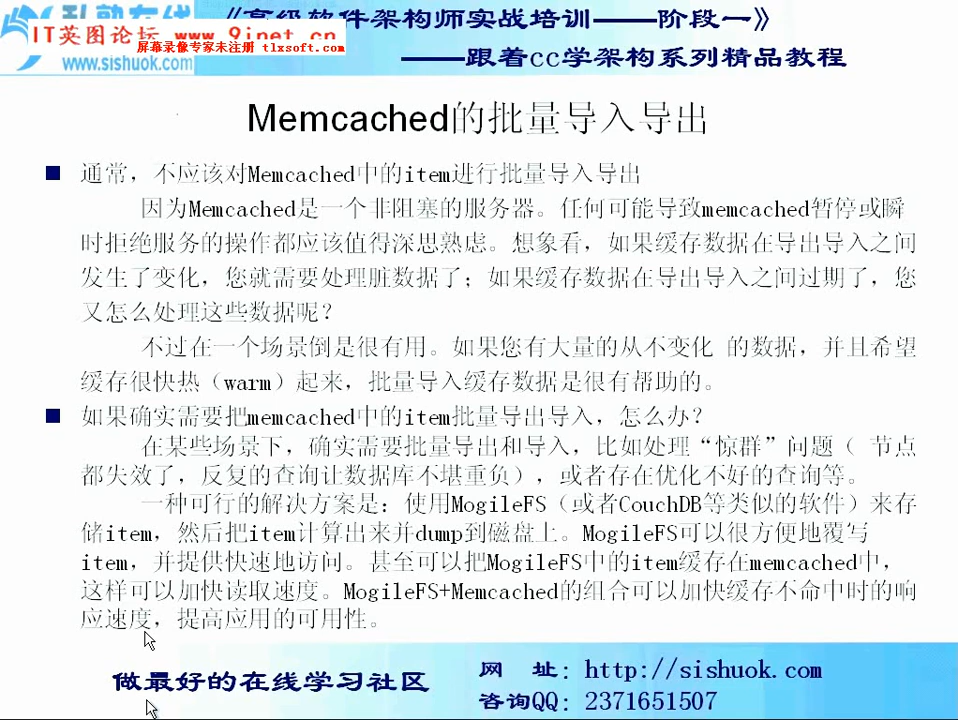 《高级软件架构师实战培训——阶段一》
IT英图论坛 www.9inet.cn
屏幕录像专家未注册 tlxsoft.com
www.sishuok.com
——跟着cc学架构系列精品教程
Memcached的批量导入导出
■ 通常，不应该对Memcached中的item进行批量导入导出
因为Memcached是一个非阻塞的服务器。任何可能导致memcached暂停或瞬
时拒绝服务的操作都应该值得深思熟虑。想象看，如果缓存数据在导出导入之间
发生了变化，您就需要处理脏数据了；如果缓存数据在导出导入之间过期了，您
又怎么处理这些数据呢？
不过在一个场景倒是很有用。如果您有大量的从不变化 的数据，并且希望
缓存很快热（warm）起来，批量导入缓存数据是很有帮助的。
■ 如果确实需要把memcached中的item批量导出导入，怎么办？
在某些场景下，确实需要批量导出和导入，比如处理“惊群”问题（ 节点
都失效了，反复的查询让数据库不堪重负），或者存在优化不好的查询等。
一种可行的解决方案是：使用MogileFS（或者CouchDB等类似的软件）来存
储item，然后把item计算出来并dump到磁盘上。MogileFS可以很方便地覆写
item，并提供快速地访问。甚至可以把MogileFS中的item缓存在memcached中，
这样可以加快读取速度。MogileFS+Memcached的组合可以加快缓存不命中时的响
应速度，提高应用的可用性。
做最好的在线学习社区
网 址：http://sishuok.com
咨询QQ：2371651507